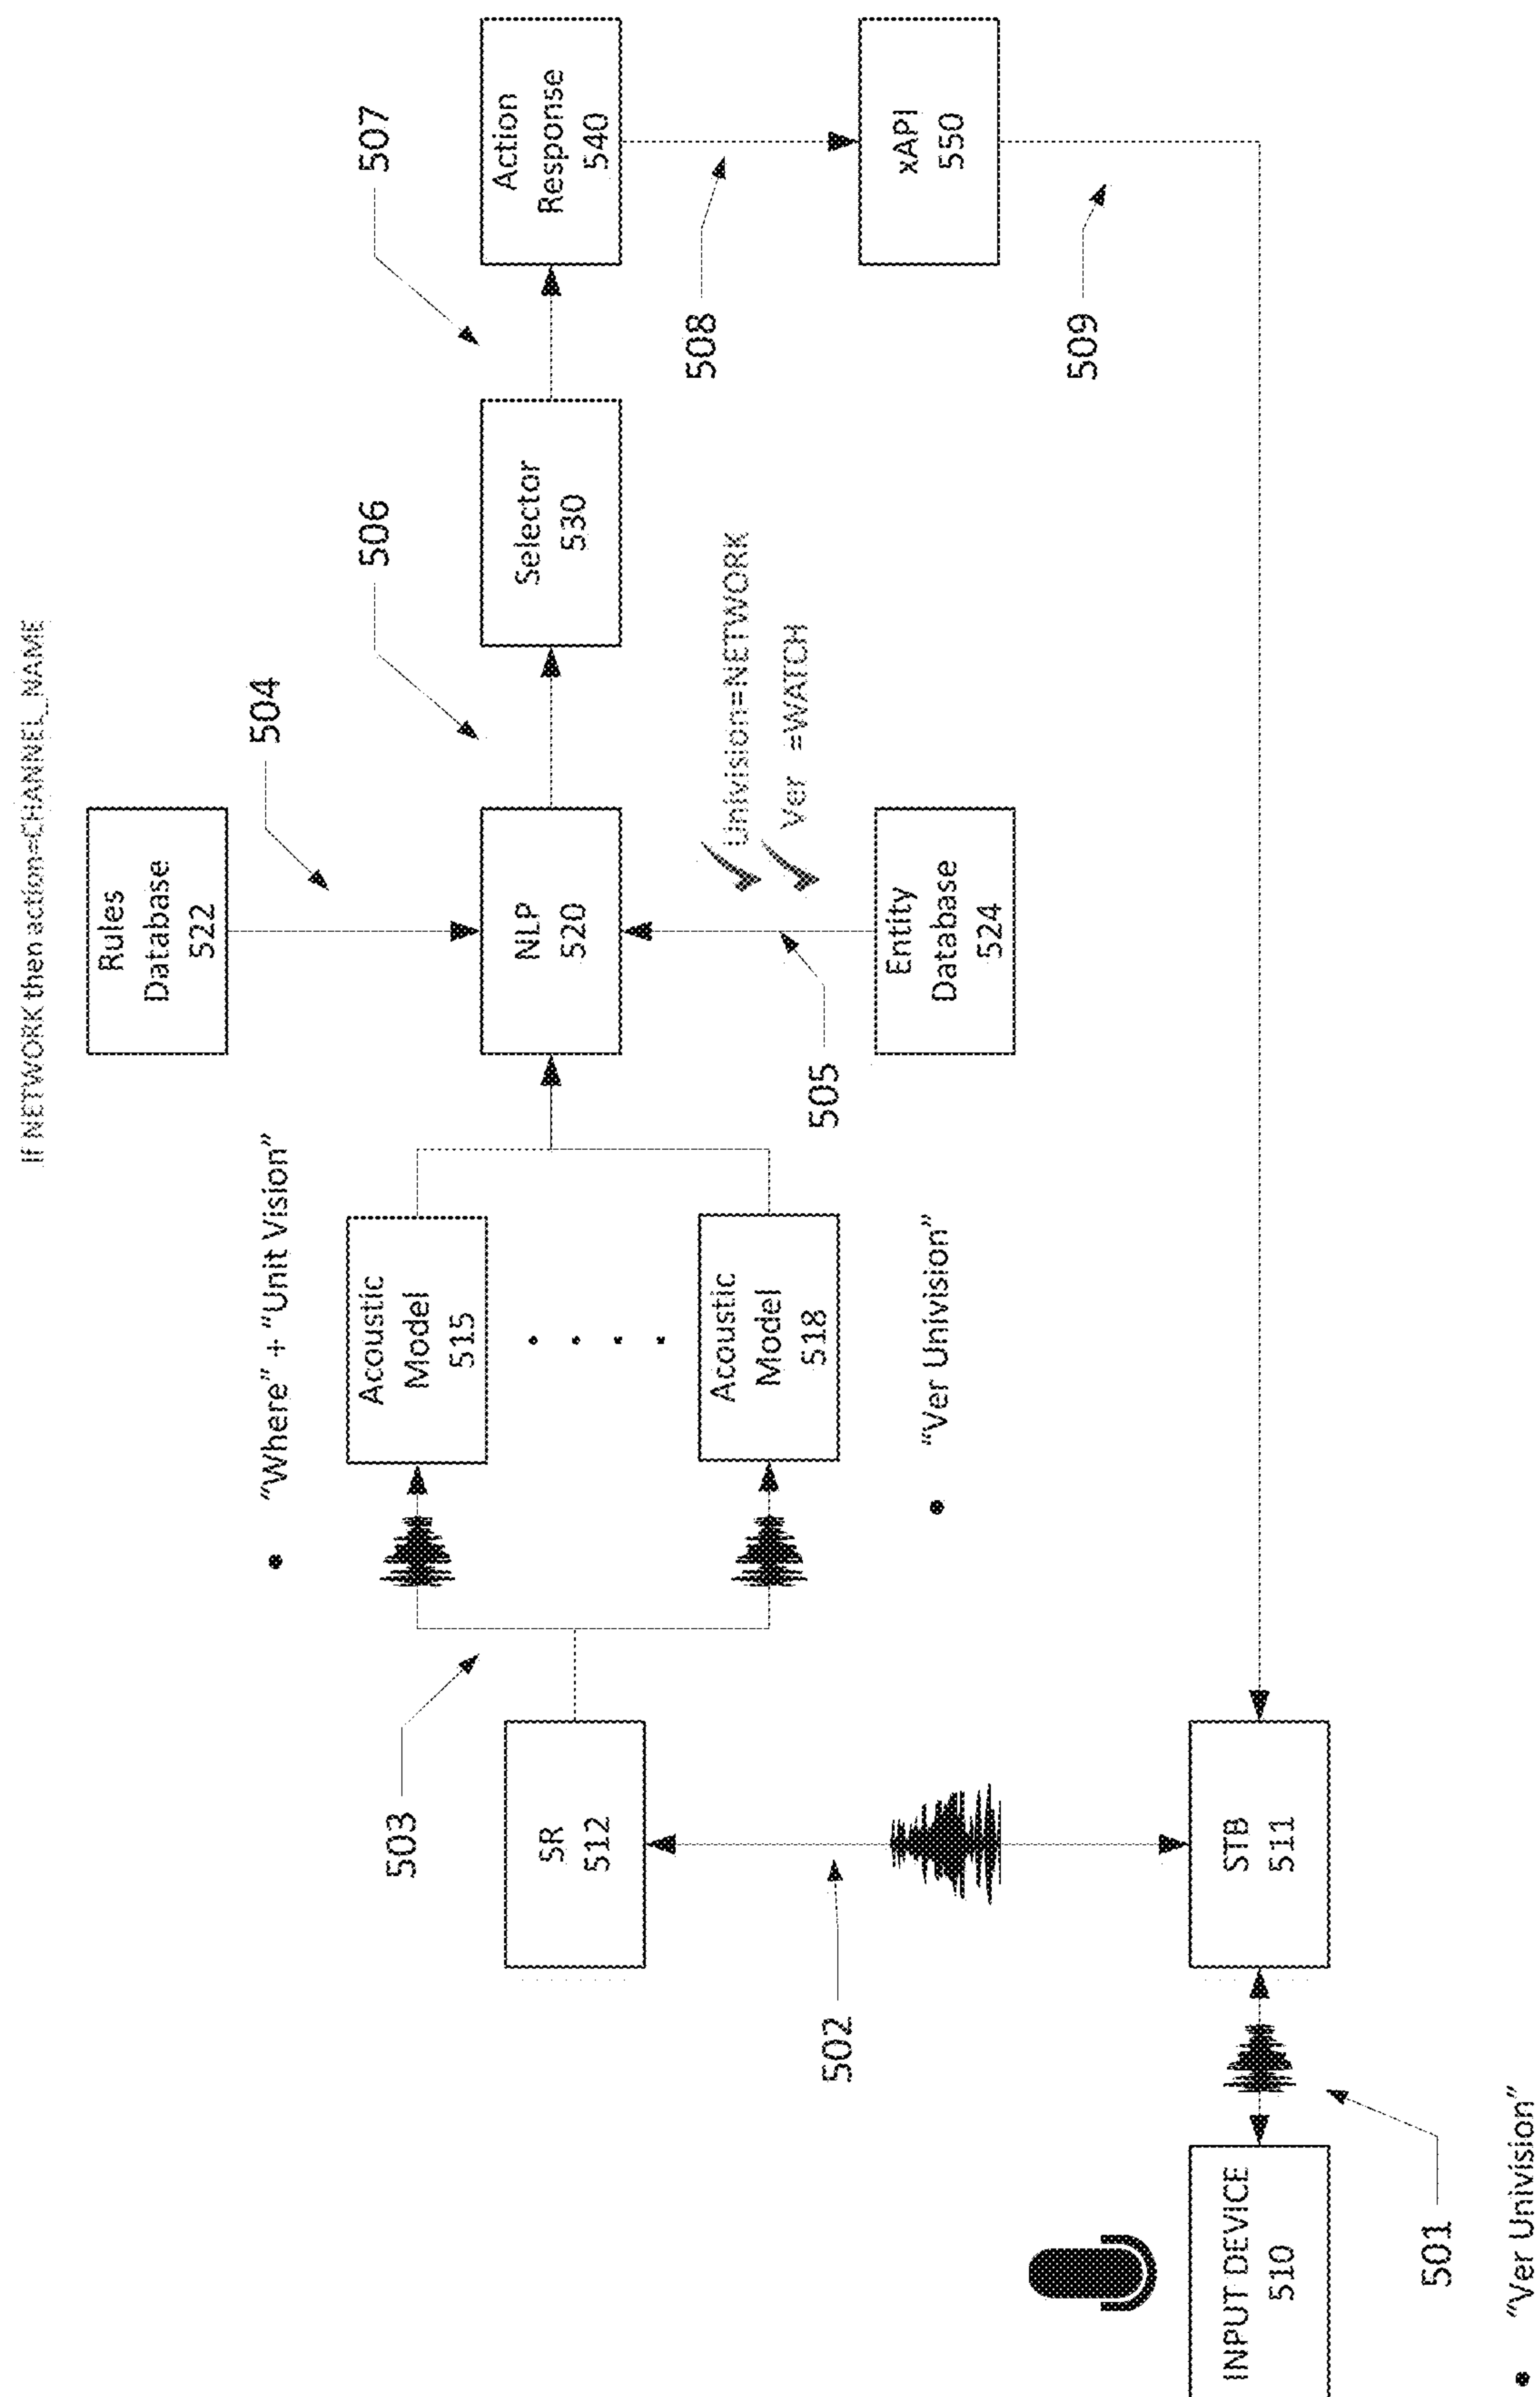 If NETWORK then action=CHANNEL_NAME
Rules
Database
522
504
506
507
• "Where" + "Unit Vision"
503
SR
512
Acoustic
Model
515
Acoustic
Model
518
• "Ver Univision"
NLP
520
Selector
530
Action
Response
540
508
Univision=NETWORK
Ver =WATCH
505
Entity
Database
524
xAPI
550
509
502
STB
511
INPUT DEVICE
510
501
• "Ver Univision"